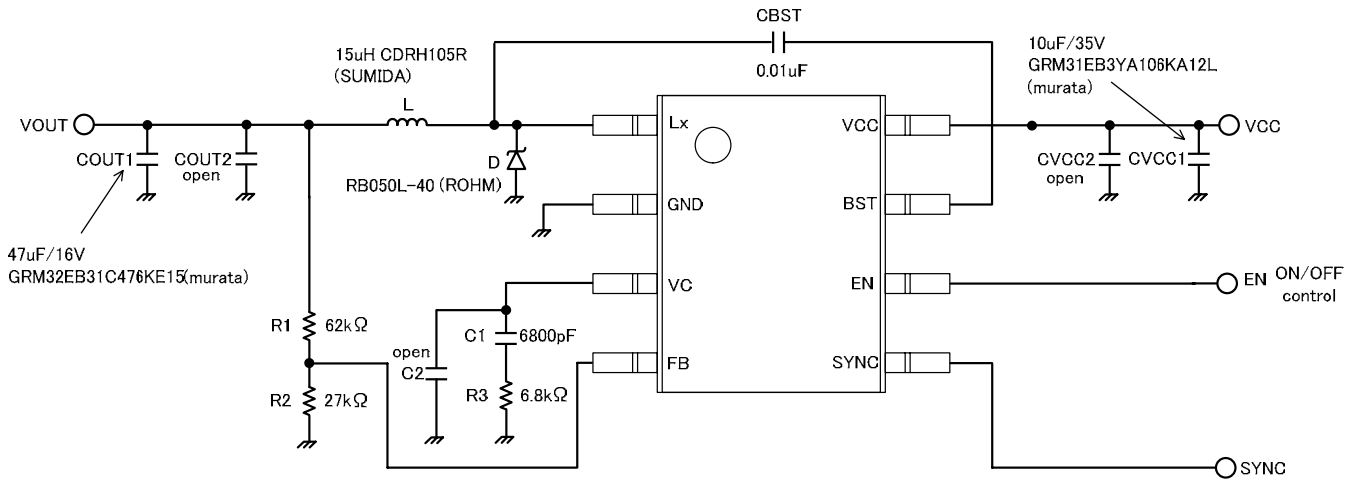 CBST
0.01uF
15uH CDRH105R
(SUMIDA)
L
10uF/35V
GRM31EB3YA106KA12L
(murata)
VOUT
COUT1
COUT2
open
D
RB050L-40 (ROHM)
Lx
VCC
GND
BST
VC
EN
FB
SYNC
CVCC2
open
CVCC1
VCC
47uF/16V
GRM32EB31C476KE15(murata)
EN ON/OFF
control
R1 62kΩ
R2 27kΩ
open
C2
C1 6800pF
R3 6.8kΩ
SYNC